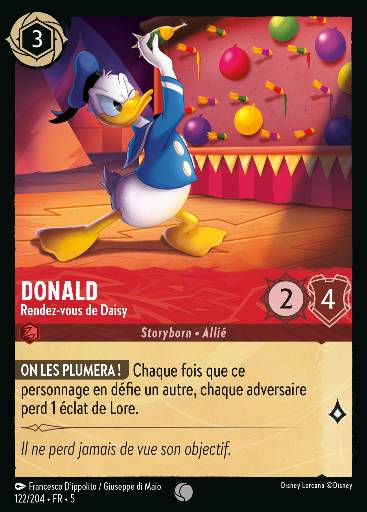 3
DONALD
Rendez-vous de Daisy
2
4
Storyborn • Allié
ON LES PLUMERA ! Chaque fois que ce
personnage en défie un autre, chaque adversaire
perd 1 éclat de Lore.
Il ne perd jamais de vue son objectif.
Francesco D'ippolito / Giuseppe di Maio
Disney Lorcana ©Disney
122/204 • FR • 5